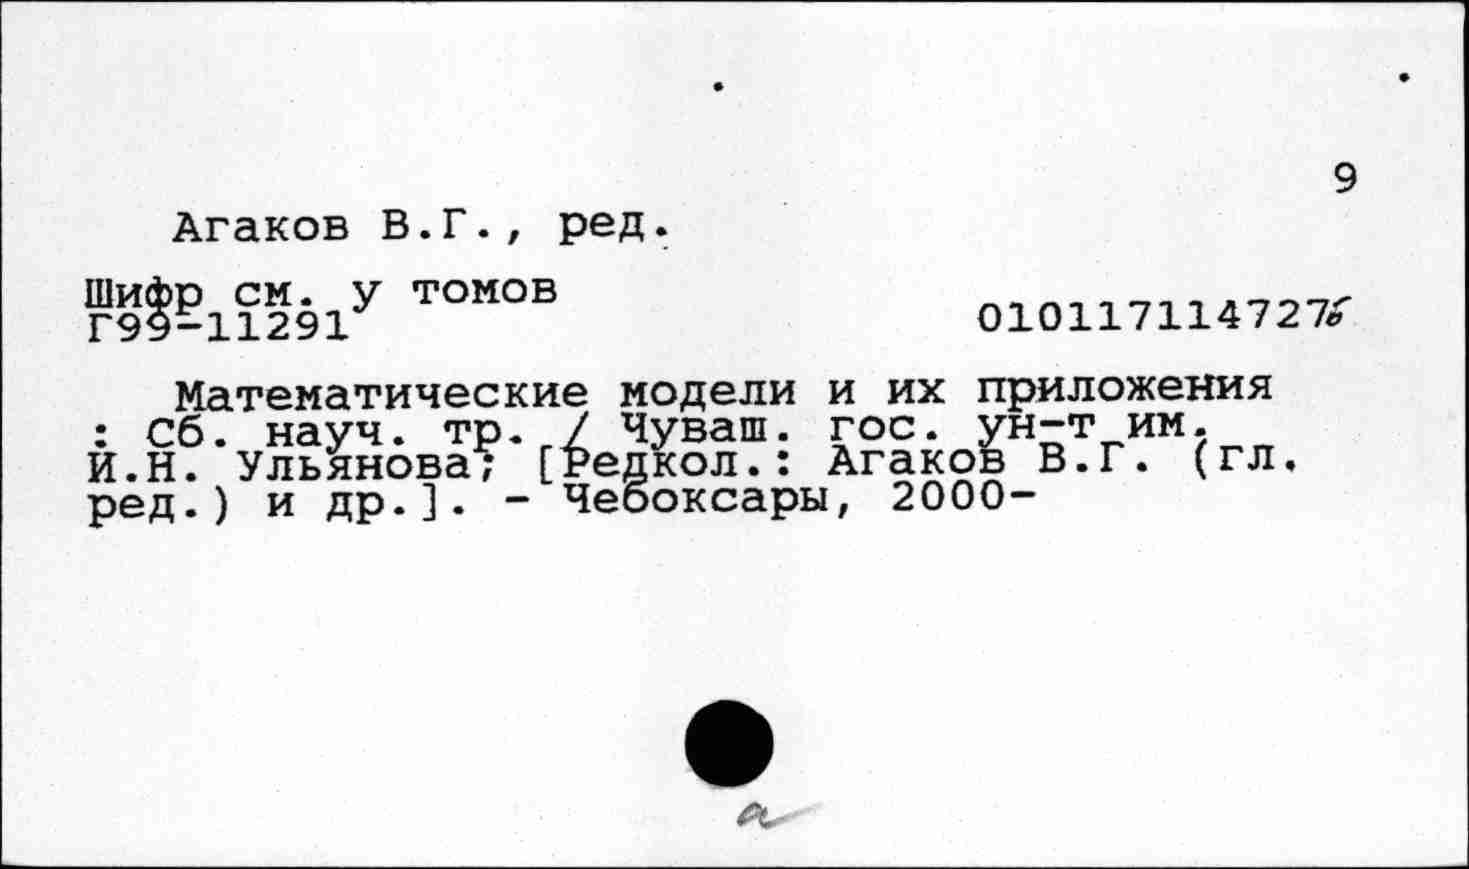 9
Агаков В.Г., ред.
Шифр см. у томов
Г99-11291
010117114727б
Математические модели и их приложения
: Сб. науч. тр. / Чуваш. гос. ун-т им.
И.Н. Ульянова; [Редкол.: Агаков В.Г. (гл.
ред.) и др.]. - Чебоксары, 2000-
а